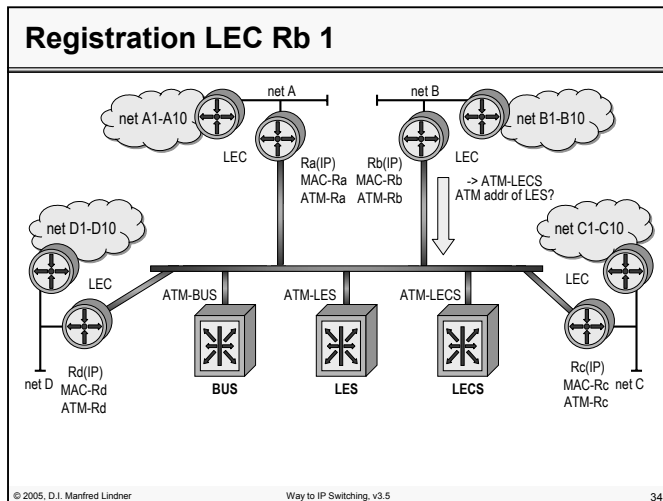 Registration LEC Rb 1
net A
net B
net A1-A10
net B1-B10
LEC
Ra(IP)
MAC-Ra
ATM-Ra
Rb(IP)
MAC-Rb
ATM-Rb
LEC
-> ATM-LECS
ATM addr of LES?
net D1-D10
net C1-C10
LEC
LEC
ATM-BUS
ATM-LES
ATM-LECS
net D
Rd(IP)
MAC-Rd
ATM-Rd
BUS
LES
LECS
Rc(IP)
MAC-Rc
ATM-Rc
net C
© 2005, D.I. Manfred Lindner
Way to IP Switching, v3.5
34